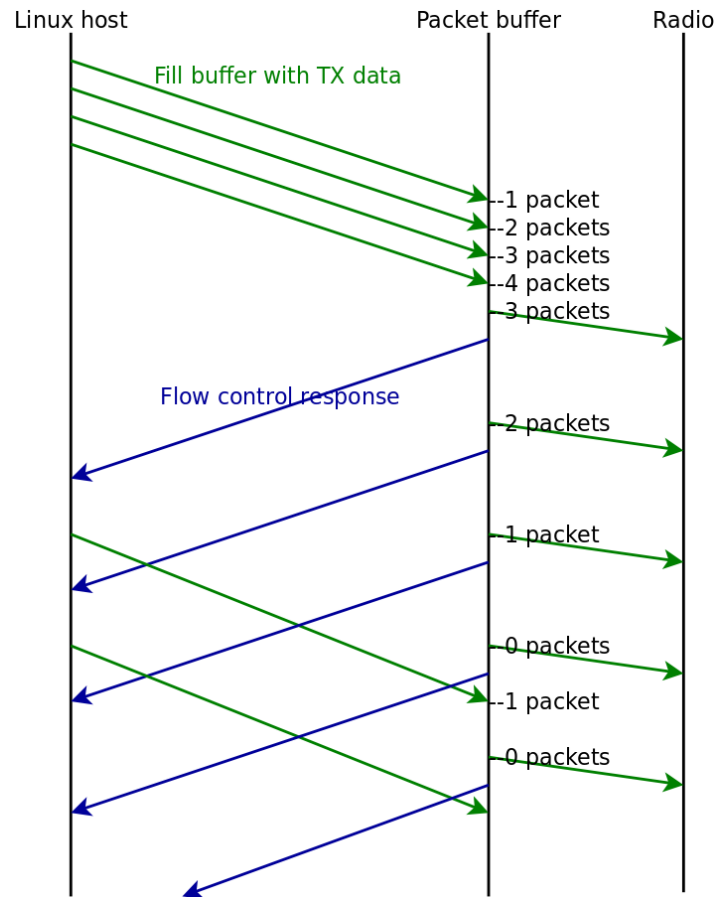 Linux host
Packet buffer
Radio
Fill buffer with TX data
--1 packet
--2 packets
--3 packets
--4 packets
--3 packets
Flow control response
--2 packets
--1 packet
--0 packets
--1 packet
--0 packets